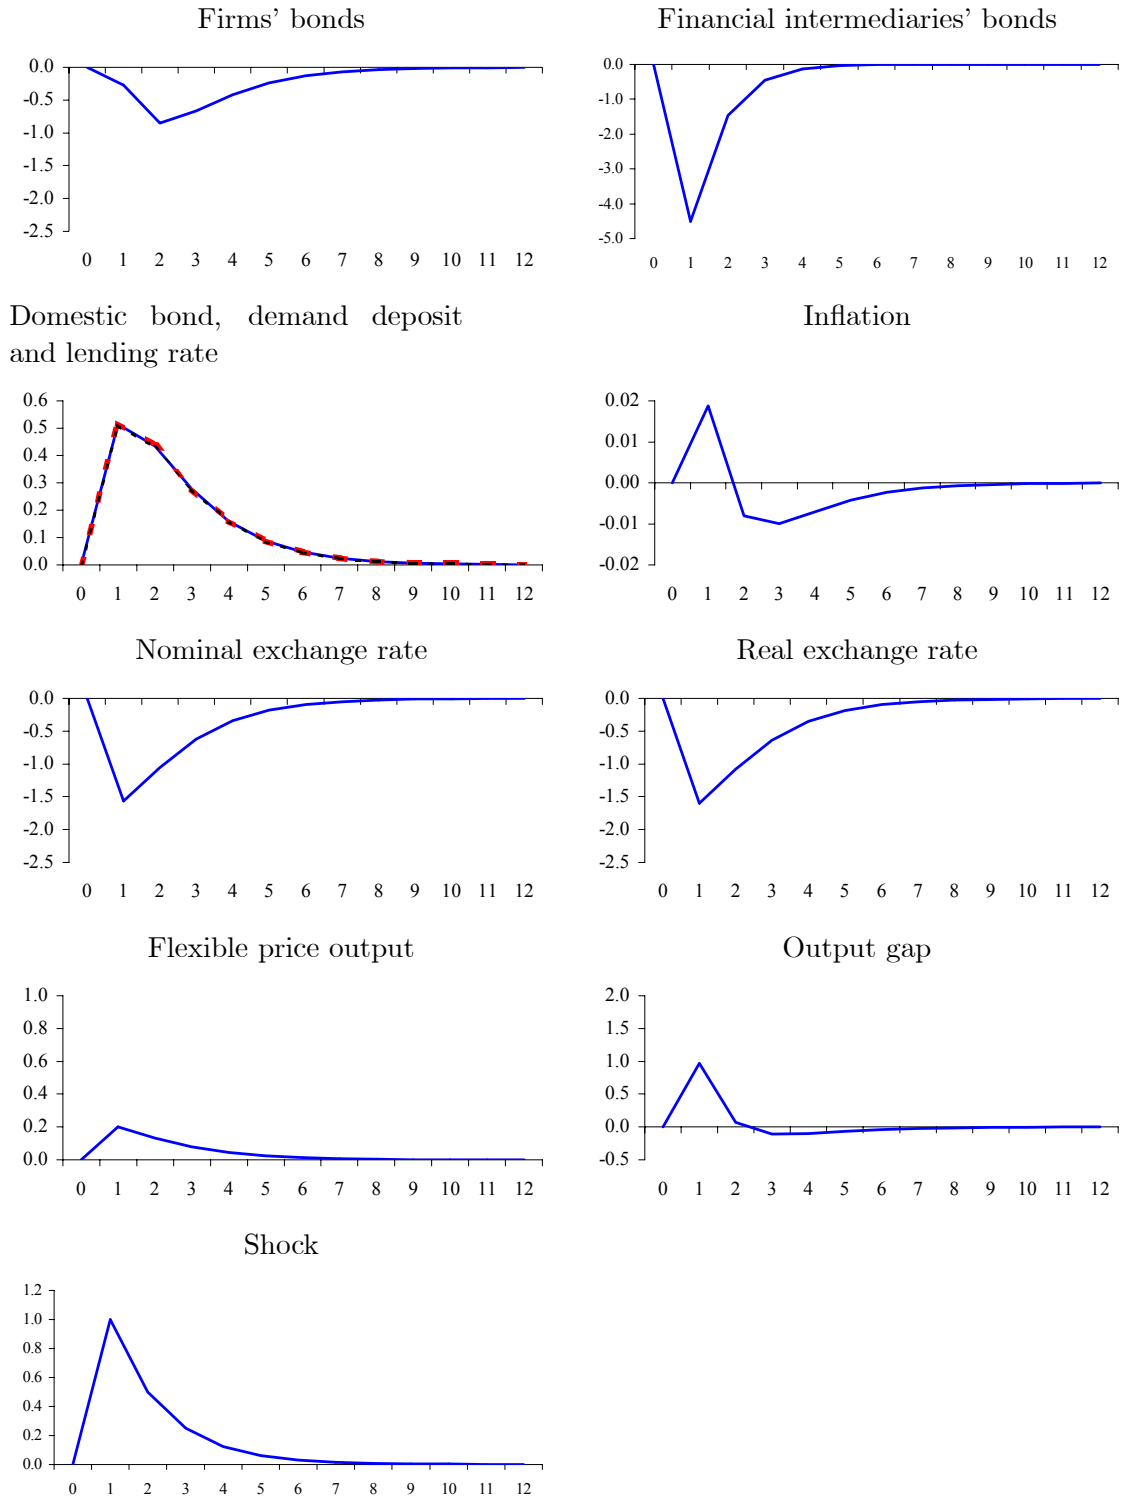 Firms' bonds
0.0
-0.5
-1.0
-1.5
-2.0
-2.5
0 1 2 3 4 5 6 7 8 9 10 11 12
Financial intermediaries' bonds
0.0
-1.0
-2.0
-3.0
-4.0
-5.0
0 1 2 3 4 5 6 7 8 9 10 11 12
Domestic bond, demand deposit
and lending rate
0.6
0.5
0.4
0.3
0.2
0.1
0.0
0 1 2 3 4 5 6 7 8 9 10 11 12
Inflation
0.02
0.01
0.00
-0.01
-0.02
0 1 2 3 4 5 6 7 8 9 10 11 12
Nominal exchange rate
0.0
-0.5
-1.0
-1.5
-2.0
-2.5
0 1 2 3 4 5 6 7 8 9 10 11 12
Real exchange rate
0.0
-0.5
-1.0
-1.5
-2.0
-2.5
0 1 2 3 4 5 6 7 8 9 10 11 12
Flexible price output
1.0
0.8
0.6
0.4
0.2
0.0
0 1 2 3 4 5 6 7 8 9 10 11 12
Output gap
2.0
1.5
1.0
0.5
0.0
-0.5
0 1 2 3 4 5 6 7 8 9 10 11 12
Shock
1.2
1.0
0.8
0.6
0.4
0.2
0.0
0 1 2 3 4 5 6 7 8 9 10 11 12